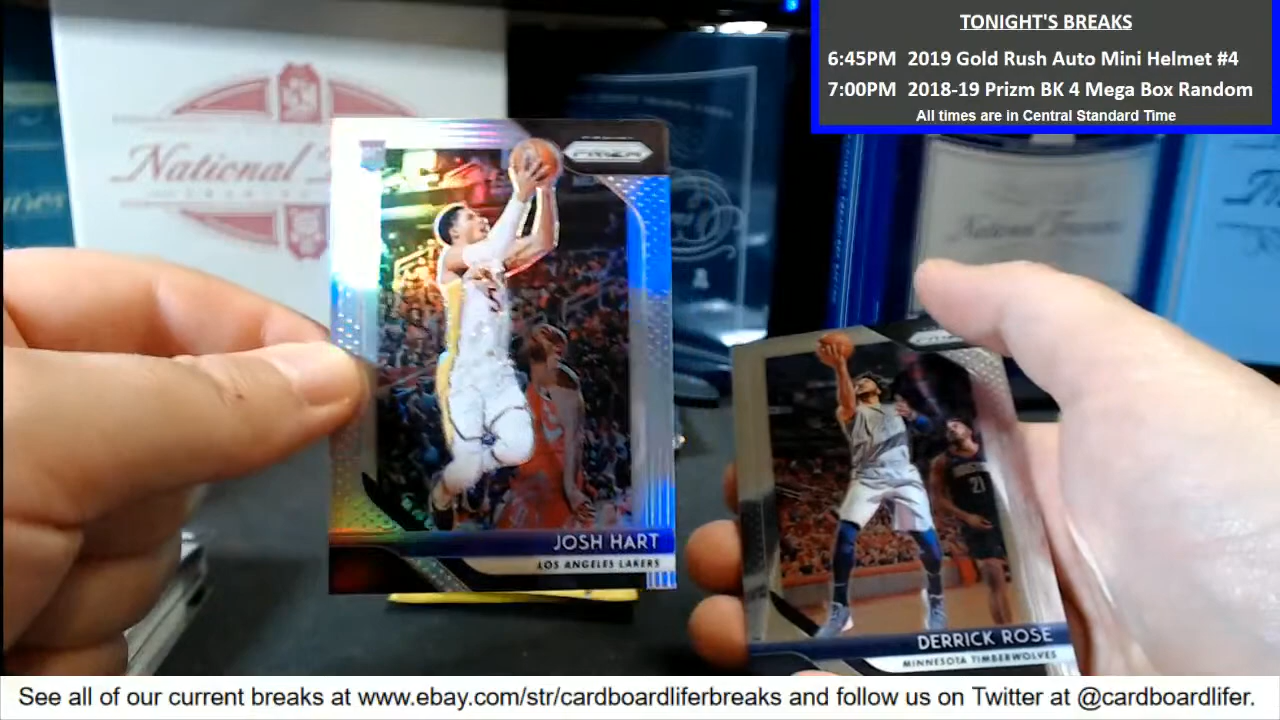 TONIGHT'S BREAKS
6:45PM 2019 Gold Rush Auto Mini Helmet #4
7:00PM 2018-19 Prizm BK 4 Mega Box Random
All times are in Central Standard Time
National
PRIZM
National Treasures
5
21
JOSH HART
LOS ANGELES LAKERS
DERRICK ROSE
MINNESOTA TIMBERWOLVES
See all of our current breaks at www.ebay.com/str/cardboardliferbreaks and follow us on Twitter at @cardboardlifer.